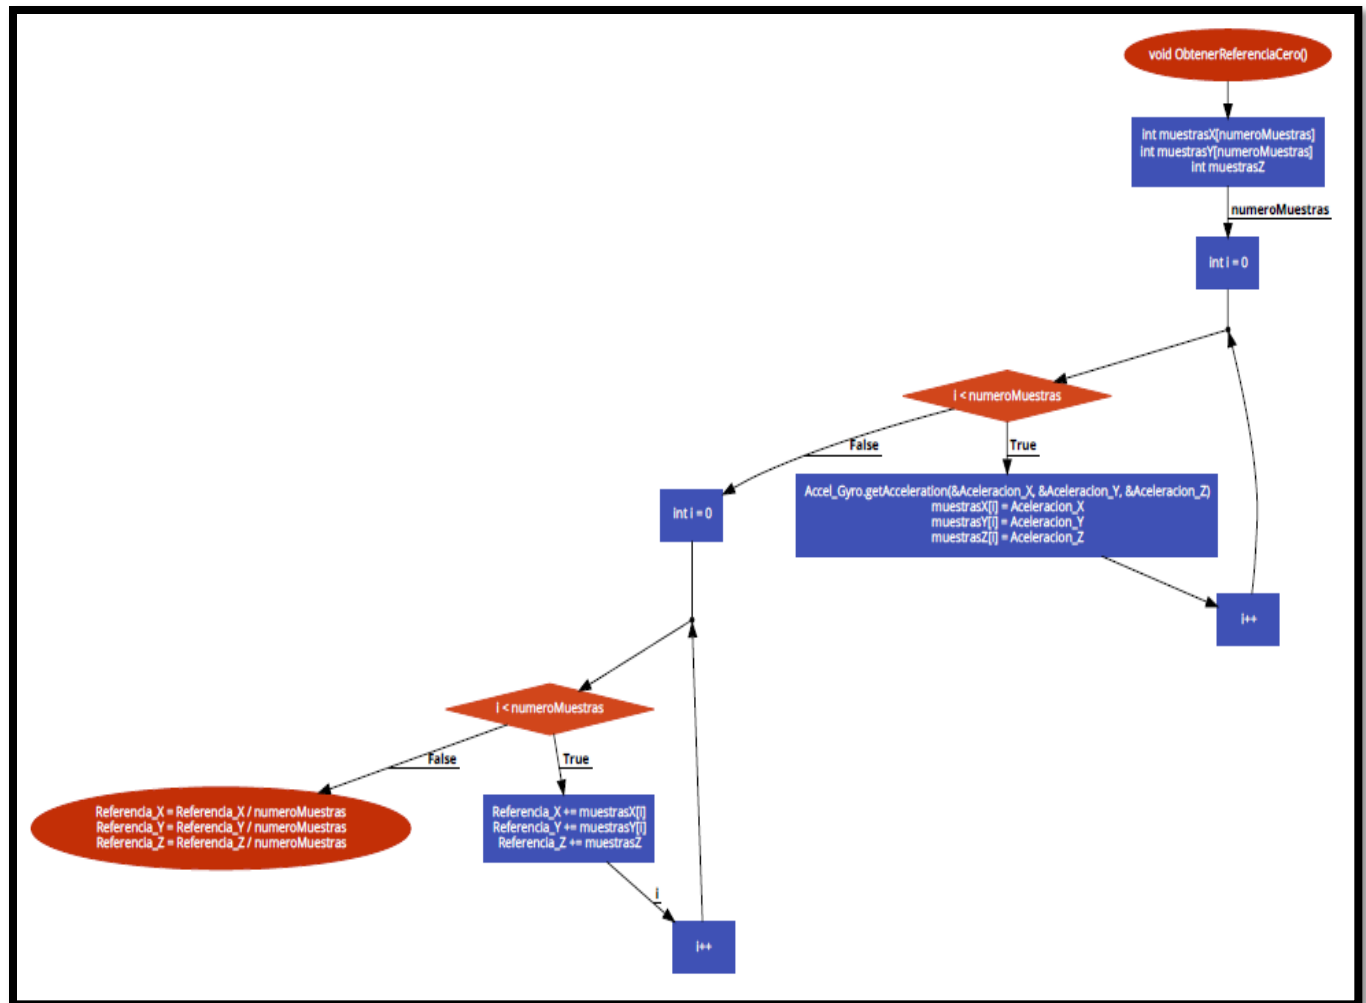 void ObtenerReferenciaCero()
int muestrasX[numeroMuestras]
int muestrasY[numeroMuestras]
int muestrasZ
numeroMuestras
int i = 0
i < numeroMuestras
False
True
Accel_Gyro.getAcceleration(&Aceleracion_X, &Aceleracion_Y, &Aceleracion_Z)
muestrasX[i] = Aceleracion_X
muestrasY[i] = Aceleracion_Y
muestrasZ[i] = Aceleracion_Z
i++
int i = 0
i < numeroMuestras
False
True
Referencia_X = Referencia_X / numeroMuestras
Referencia_Y = Referencia_Y / numeroMuestras
Referencia_Z = Referencia_Z / numeroMuestras
Referencia_X += muestrasX[i]
Referencia_Y += muestrasY[i]
Referencia_Z += muestrasZ
i
i++